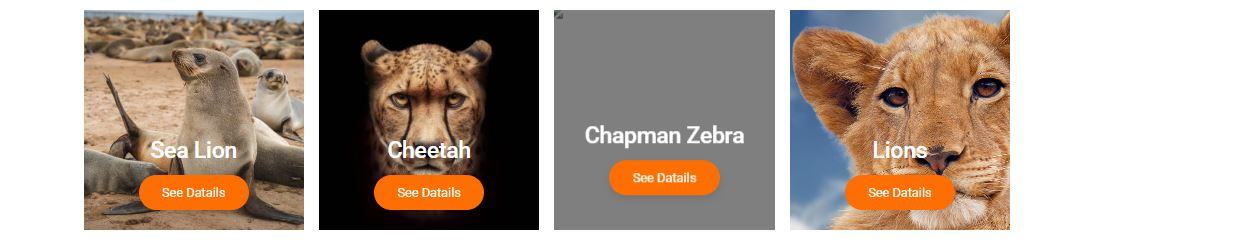 Sea Lion
See Datails
Cheetah
See Datails
Chapman Zebra
See Datails
Lions
See Datails